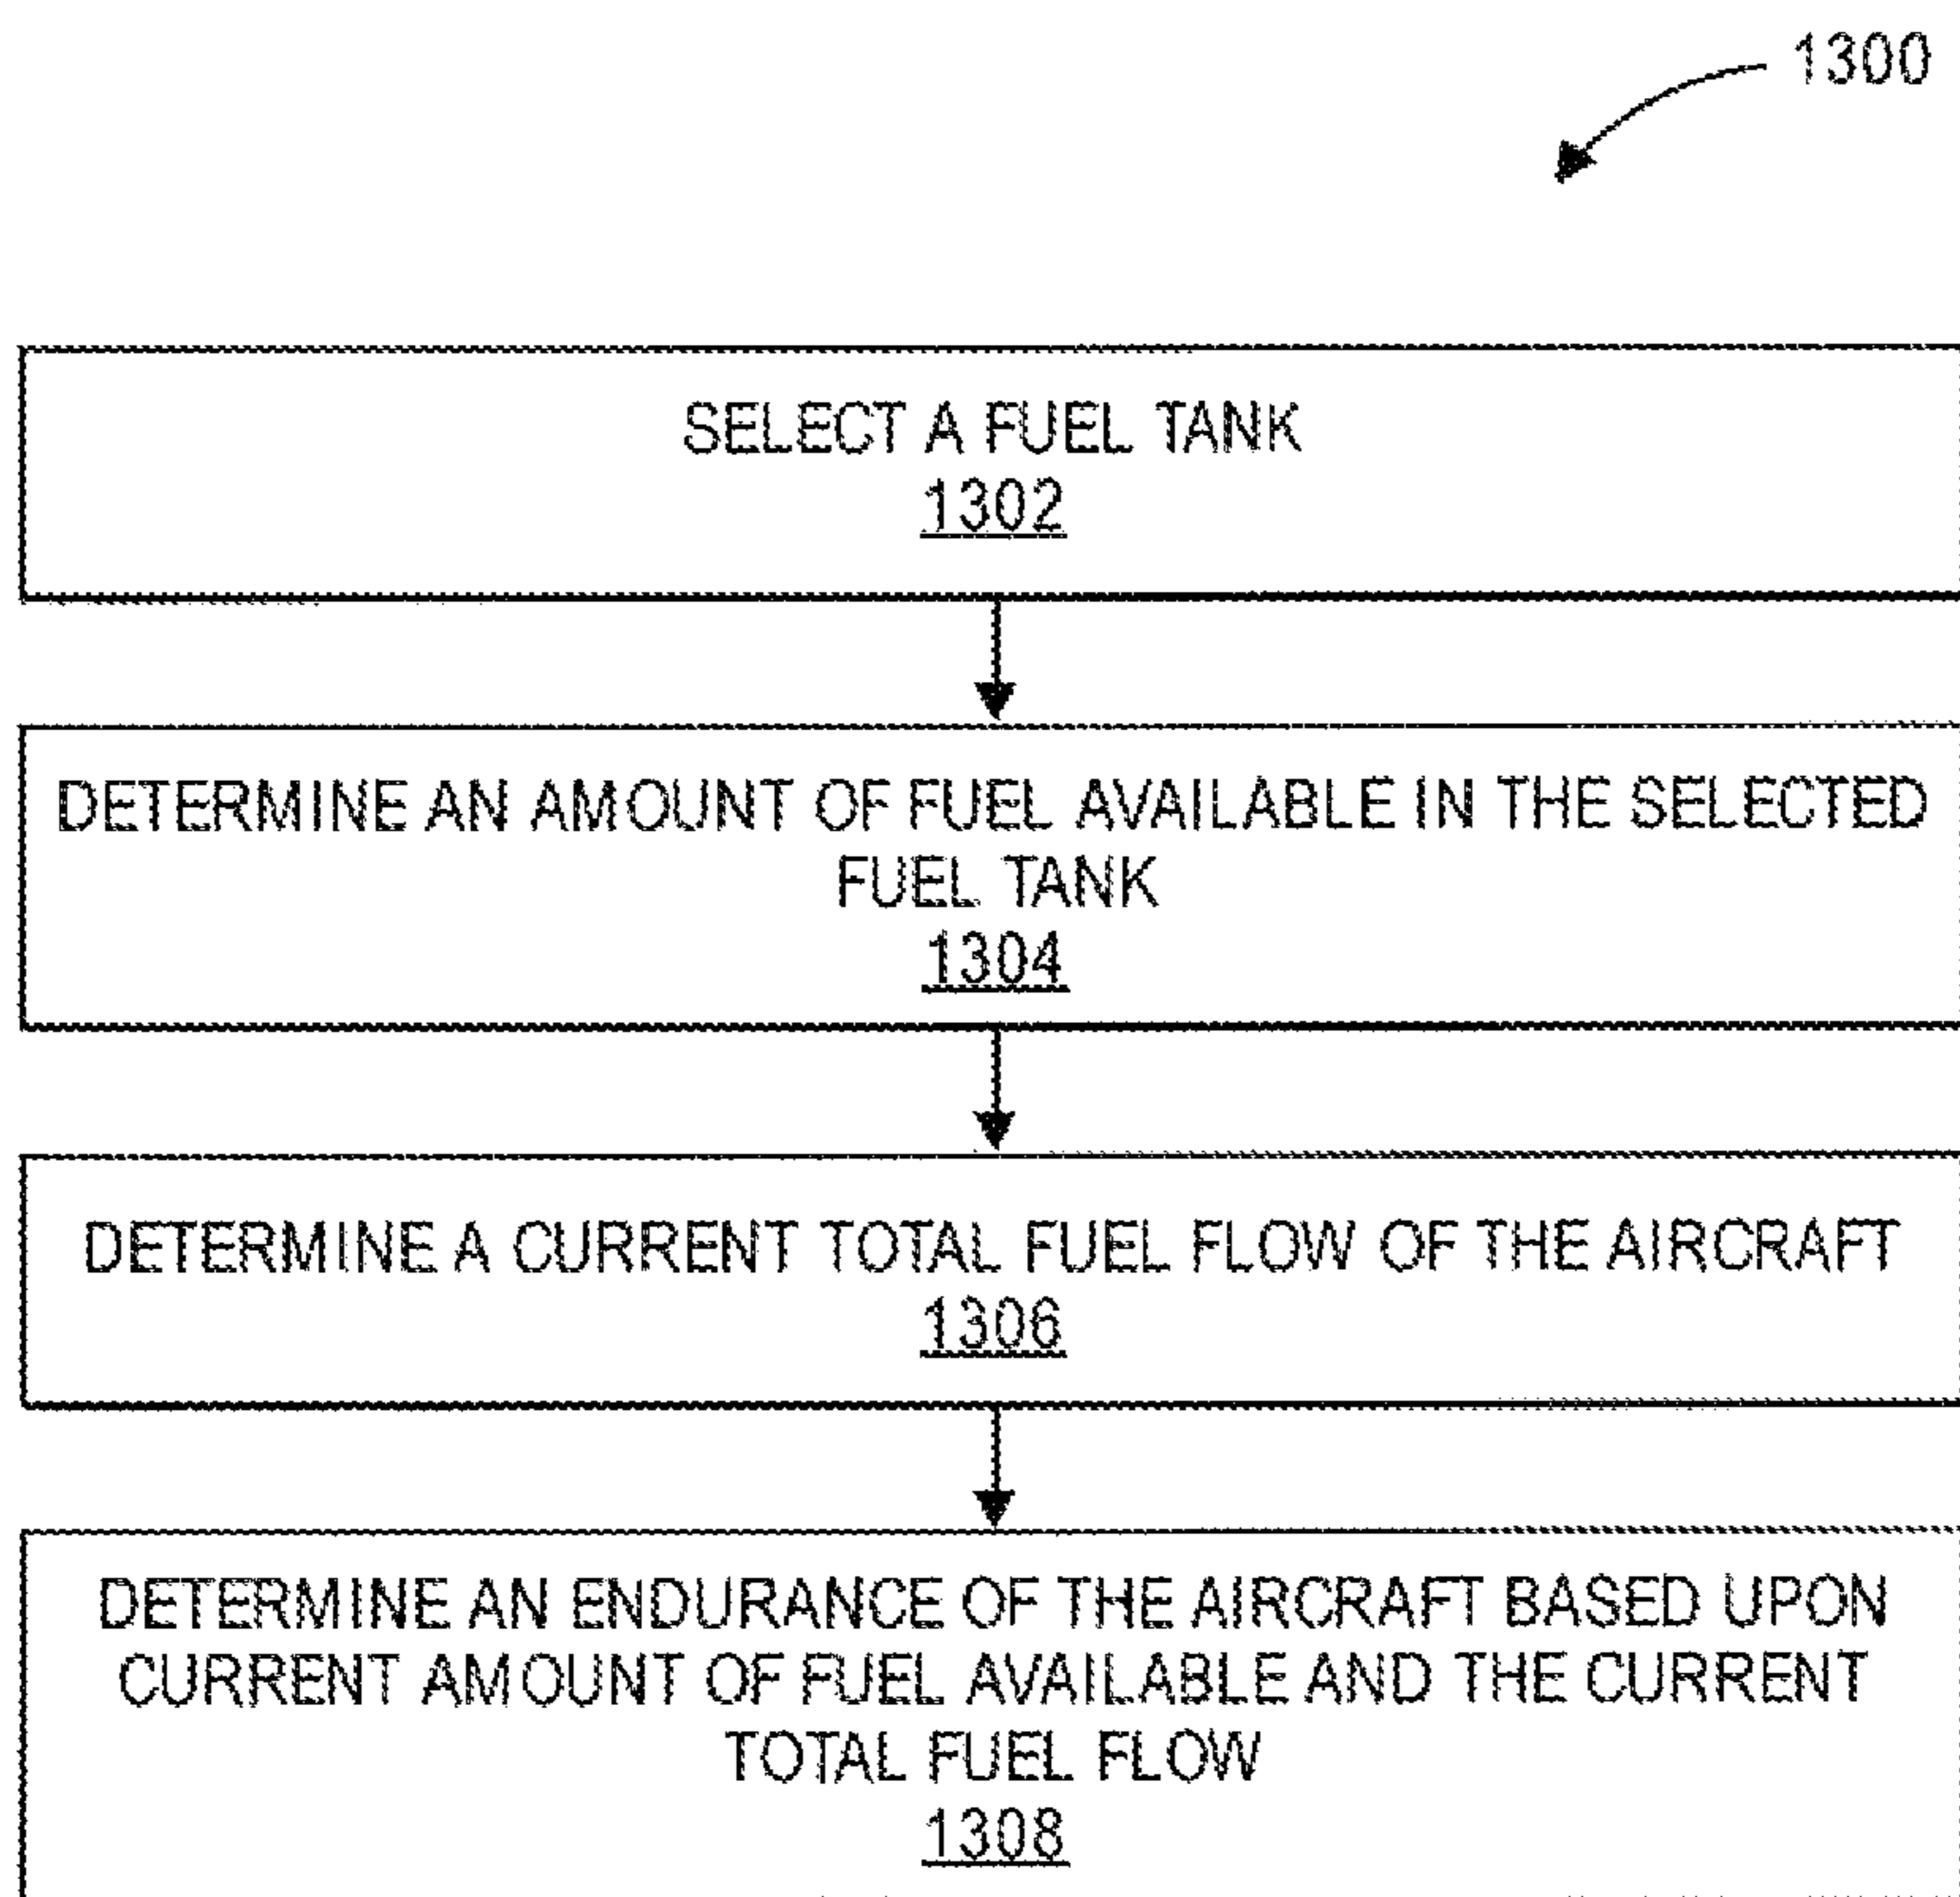 1300
SELECT A FUEL TANK
1302
DETERMINE AN AMOUNT OF FUEL AVAILABLE IN THE SELECTED
FUEL TANK
1304
DETERMINE A CURRENT TOTAL FUEL FLOW OF THE AIRCRAFT
1306
DETERMINE AN ENDURANCE OF THE AIRCRAFT BASED UPON
CURRENT AMOUNT OF FUEL AVAILABLE AND THE CURRENT
TOTAL FUEL FLOW
1308